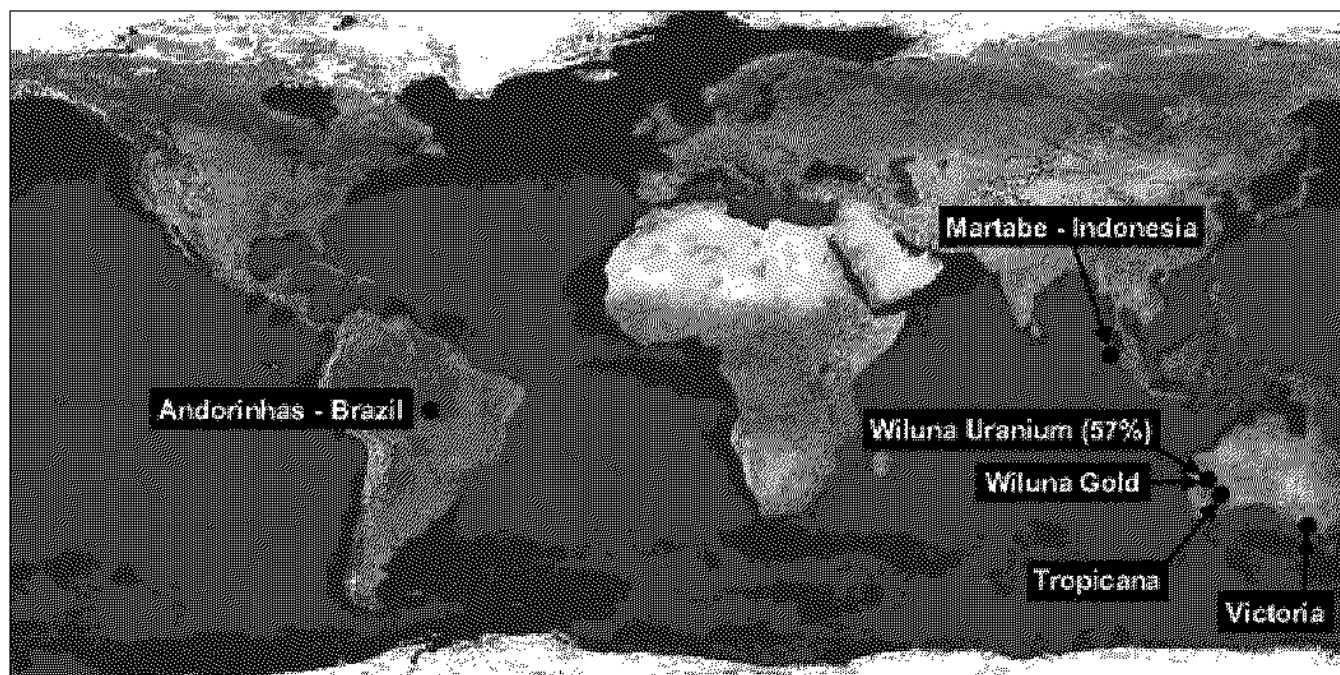 Martabe - Indonesia
Andorinhas - Brazil
Wiluna Uranium (57%)
Wiluna Gold
Tropicana
Victoria